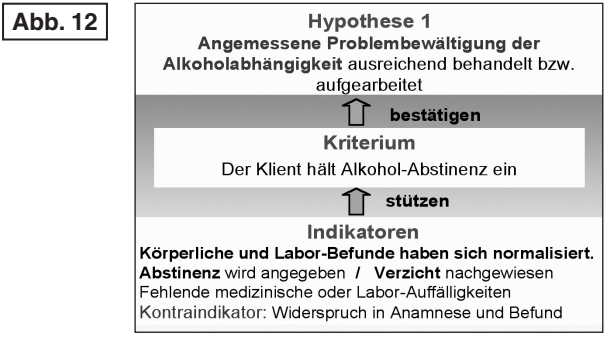 Abb. 12
Hypothese 1
Angemessene Problembewältigung der
Alkoholabhängigkeit ausreichend behandelt bzw.
aufgearbeitet
bestätigen
Kriterium
Der Klient hält Alkohol-Abstinenz ein
stützen
Indikatoren
Körperliche und Labor-Befunde haben sich normalisiert.
Abstinenz wird angegeben / Verzicht nachgewiesen
Fehlende medizinische oder Labor-Auffälligkeiten
Kontraindikator: Widerspruch in Anamnese und Befund